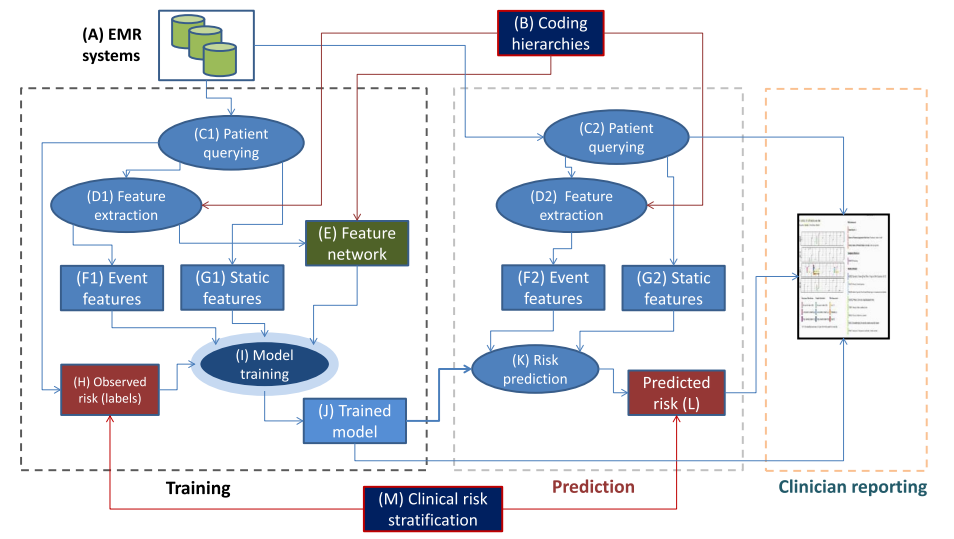 (A) EMR
systems
(B) Coding
hierarchies
(C1) Patient
querying
(C2) Patient
querying
(D1) Feature
extraction
(D2) Feature
extraction
(E) Feature
network
(F1) Event
features
(G1) Static
features
(F2) Event
features
(G2) Static
features
(I) Model
training
(K) Risk
prediction
(H) Observed
risk (labels)
Predicted
risk (L)
(J) Trained
model
Training
Prediction
Clinician reporting
(M) Clinical risk
stratification